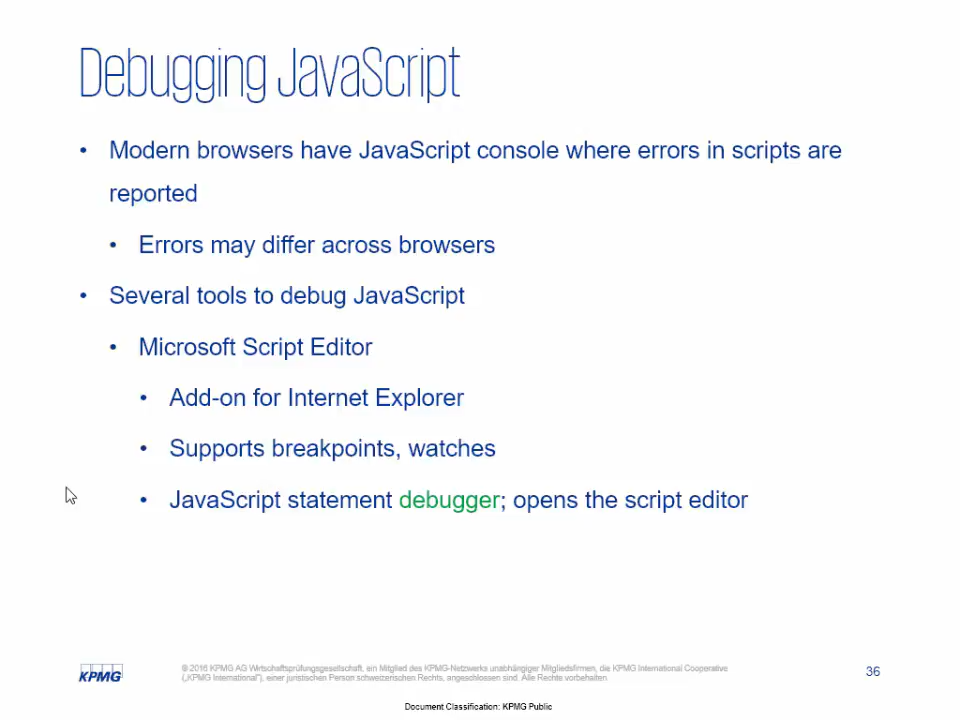 Debugging JavaScript
• Modern browsers have JavaScript console where errors in scripts are
reported
• Errors may differ across browsers
• Several tools to debug JavaScript
• Microsoft Script Editor
• Add-on for Internet Explorer
• Supports breakpoints, watches
• JavaScript statement debugger; opens the script editor
KPMG
© 2016 KPMG AG Wirtschaftsprüfungsgesellschaft, ein Mitglied des KPMG-Netzwerks unabhängiger Mitgliedsfirmen, die KPMG International Cooperative
(„KPMG International"), einer juristischen Person schweizerischen Rechts, angeschlossen sind. Alle Rechte vorbehalten.
36
Document Classification: KPMG Public